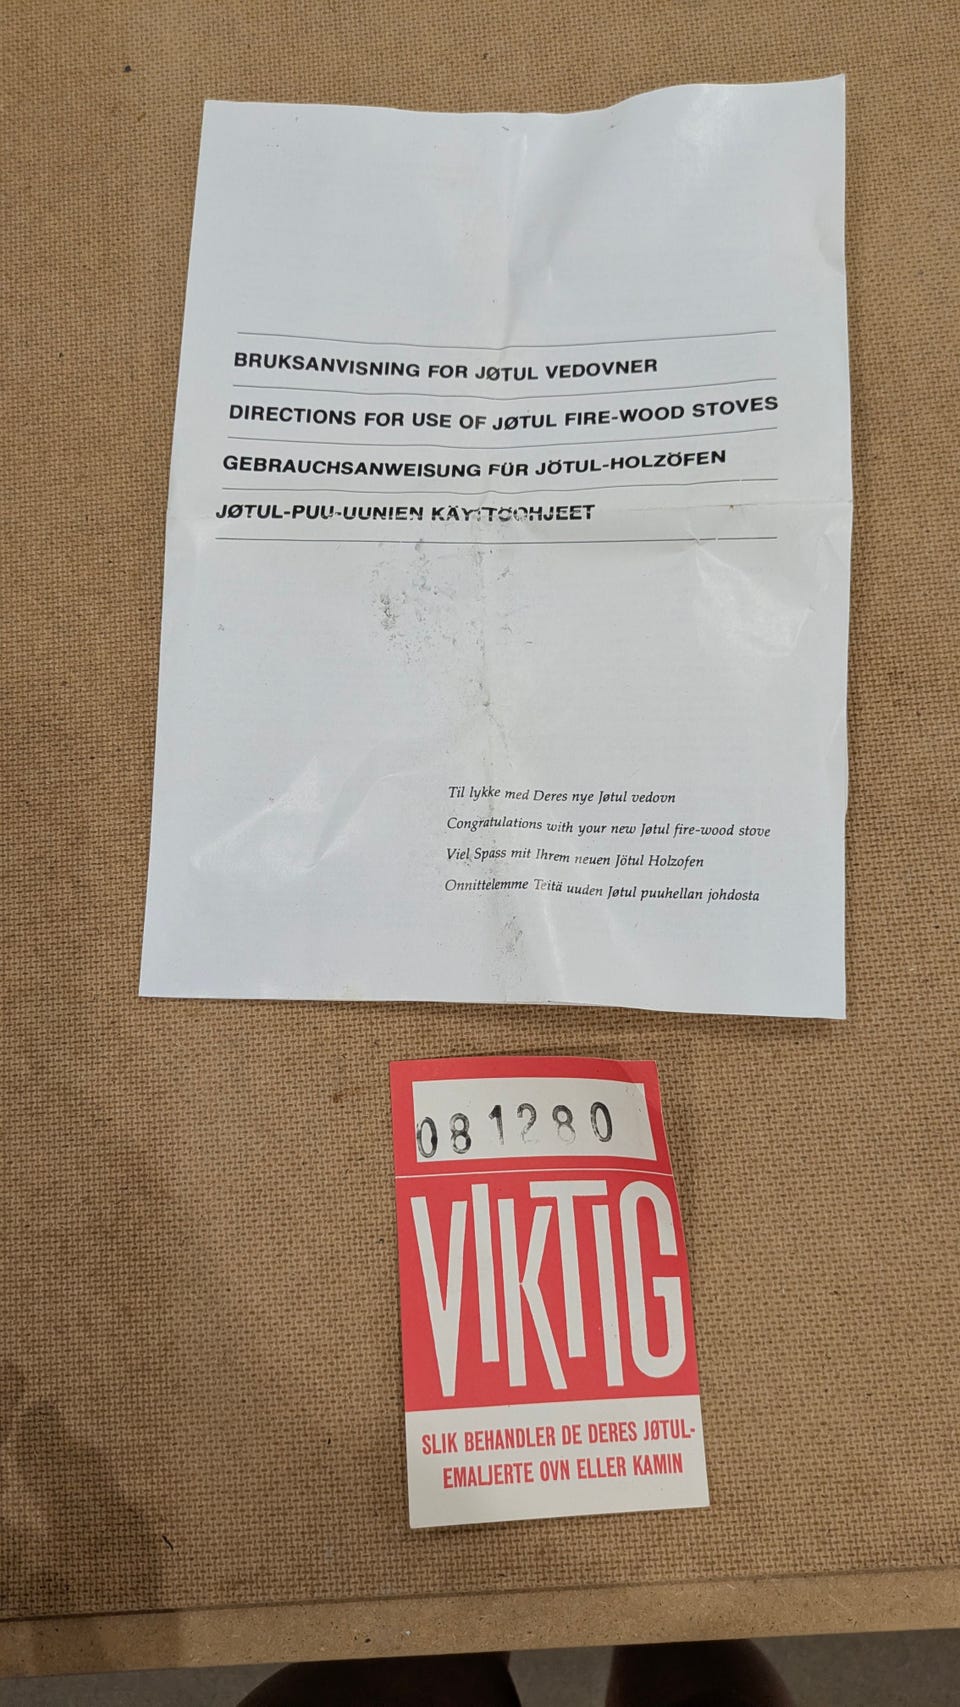 BRUKSANVISNING FOR JØTUL VEDOVNER
DIRECTIONS FOR USE OF JØTUL FIRE-WOOD STOVES
GEBRAUCHSANWEISUNG FÜR JÖTUL-HOLZÖFEN
JØTUL-PUU-UUNIEN KÄYTTÖOHJEET
Til lykke med Deres nye Jøtul vedovn
Congratulations with your new Jøtul fire-wood stove
Viel Spass mit Ihrem neuen Jötul Holzofen
Onnittelemme Teitä uuden Jøtul puuhellan johdosta
081280
VIKTIG
SLIK BEHANDLER DE DERES JØTUL-
EMALJERTE OVN ELLER KAMIN